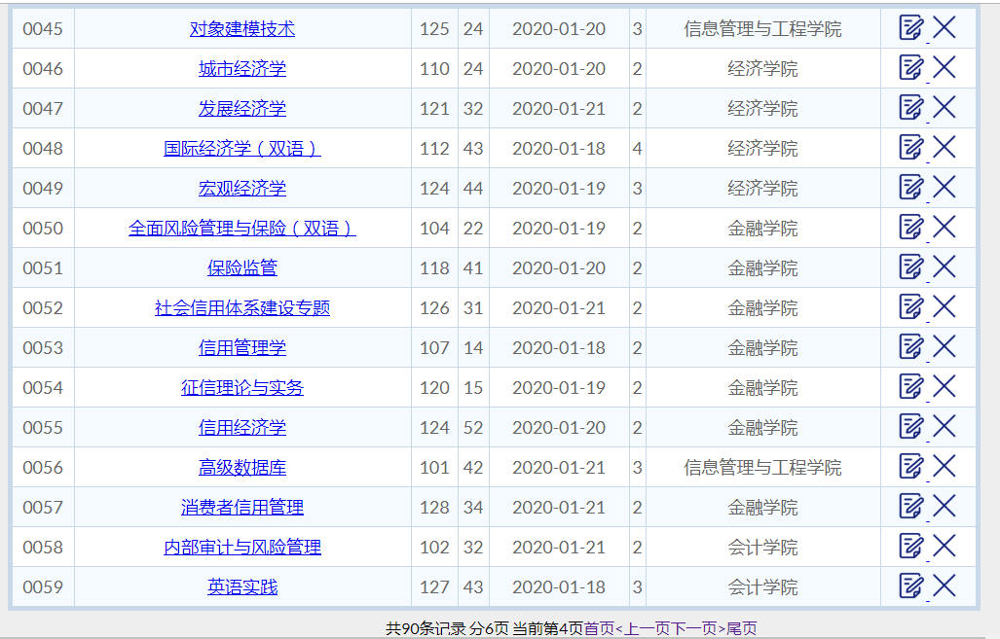 0045 对象建模技术 125 24 2020-01-20 3 信息管理与工程学院
0046 城市经济学 110 24 2020-01-20 2 经济学院
0047 发展经济学 121 32 2020-01-21 2 经济学院
0048 国际经济学（双语） 112 43 2020-01-18 4 经济学院
0049 宏观经济学 124 44 2020-01-19 3 经济学院
0050 全面风险管理与保险（双语） 104 22 2020-01-19 2 金融学院
0051 保险监管 118 41 2020-01-20 2 金融学院
0052 社会信用体系建设专题 126 31 2020-01-21 2 金融学院
0053 信用管理学 107 14 2020-01-18 2 金融学院
0054 征信理论与实务 120 15 2020-01-19 2 金融学院
0055 信用经济学 124 52 2020-01-20 2 金融学院
0056 高级数据库 101 42 2020-01-21 3 信息管理与工程学院
0057 消费者信用管理 128 34 2020-01-21 2 金融学院
0058 内部审计与风险管理 102 32 2020-01-21 2 会计学院
0059 英语实践 127 43 2020-01-18 3 会计学院
共90条记录 分6页 当前第4页首页<上一页下一页>尾页